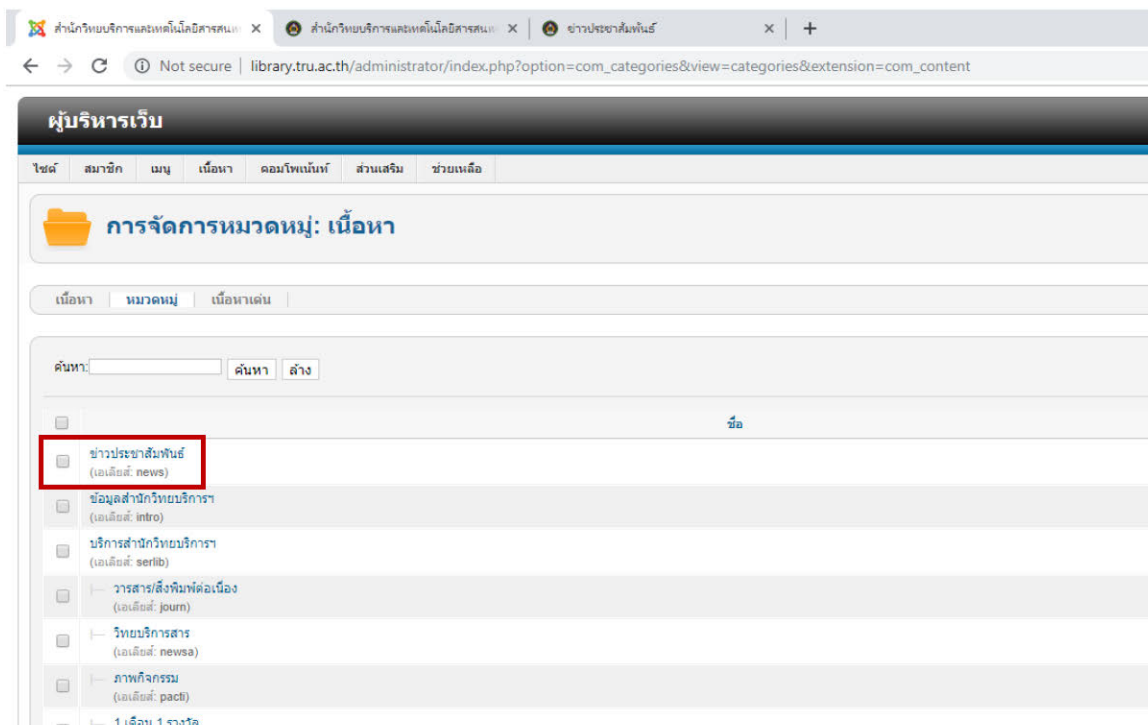 สำนักวิทยบริการและเทคโนโลยีสารสนเท
สำนักวิทยบริการและเทคโนโลยีสารสนเท
ข่าวประชาสัมพันธ์
Not secure | library.tru.ac.th/administrator/index.php?option=com_categories&view=categories&extension=com_content
ผู้บริหารเว็บ
ไซต์ สมาชิก เมนู เนื้อหา คอมโพเน้นท์ ส่วนเสริม ช่วยเหลือ
การจัดการหมวดหมู่: เนื้อหา
เนื้อหา หมวดหมู่ เนื้อหาเด่น
ค้นหา: ค้นหา ล้าง
ชื่อ
ข่าวประชาสัมพันธ์
(เอเลียส์: news)
ข้อมูลสำนักวิทยบริการฯ
(เอเลียส์: intro)
บริการสำนักวิทยบริการฯ
(เอเลียส์: serlib)
วารสาร/สิ่งพิมพ์ต่อเนื่อง
(เอเลียส์: journ)
วิทยบริการสาร
(เอเลียส์: newsa)
ภาพกิจกรรม
(เอเลียส์: pacti)
1 เดือน 1 รางวัล